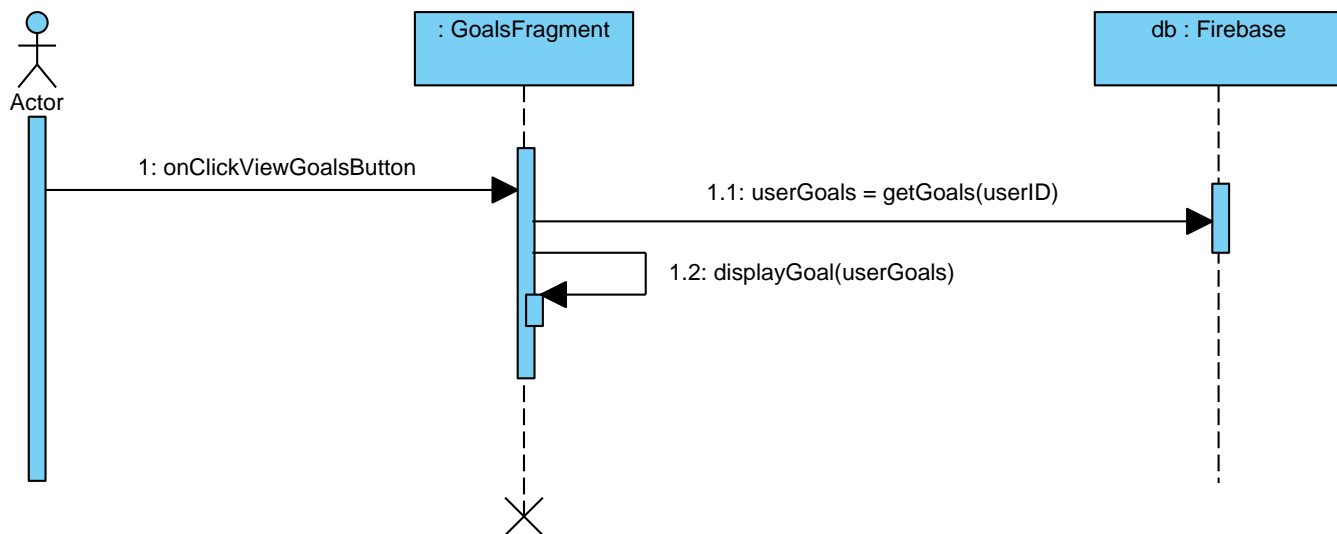 : GoalsFragment
db : Firebase
Actor
1: onClickViewGoalsButton
1.1: userGoals = getGoals(userID)
1.2: displayGoal(userGoals)